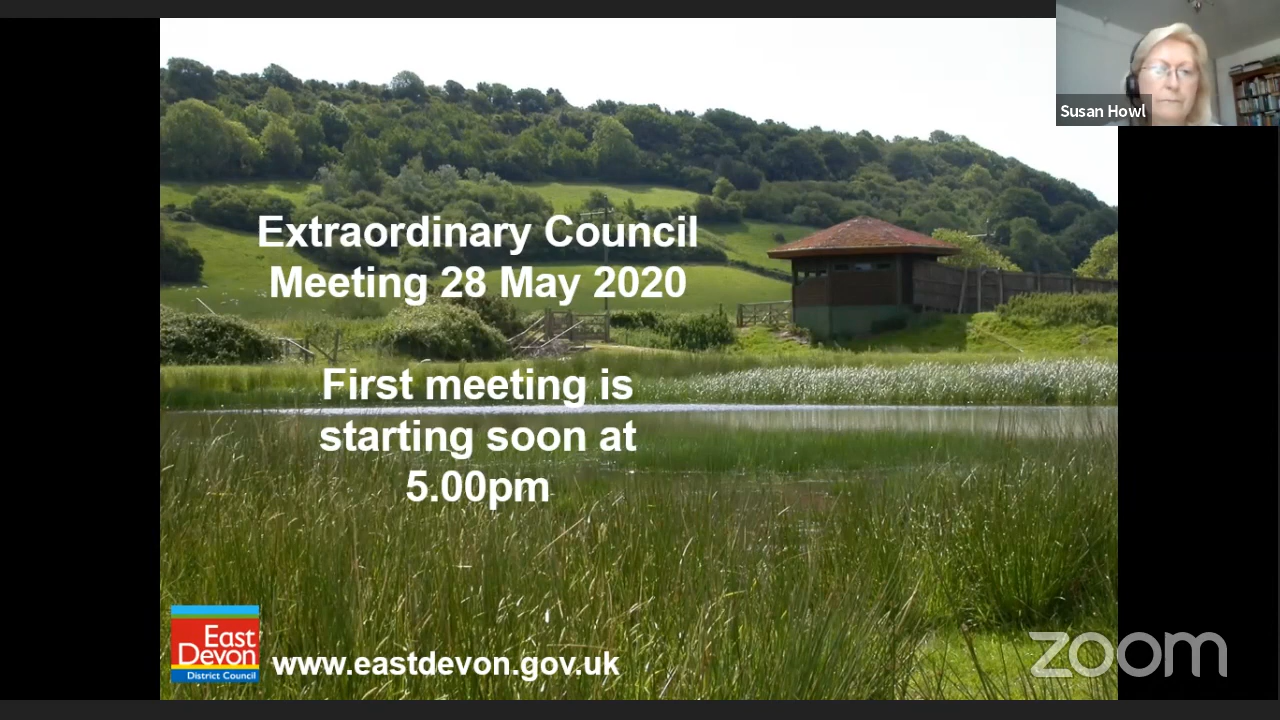 Susan Howl
Extraordinary Council
Meeting 28 May 2020
First meeting is
starting soon at
5.00pm
East
Devon
District Council
www.eastdevon.gov.uk
zoom